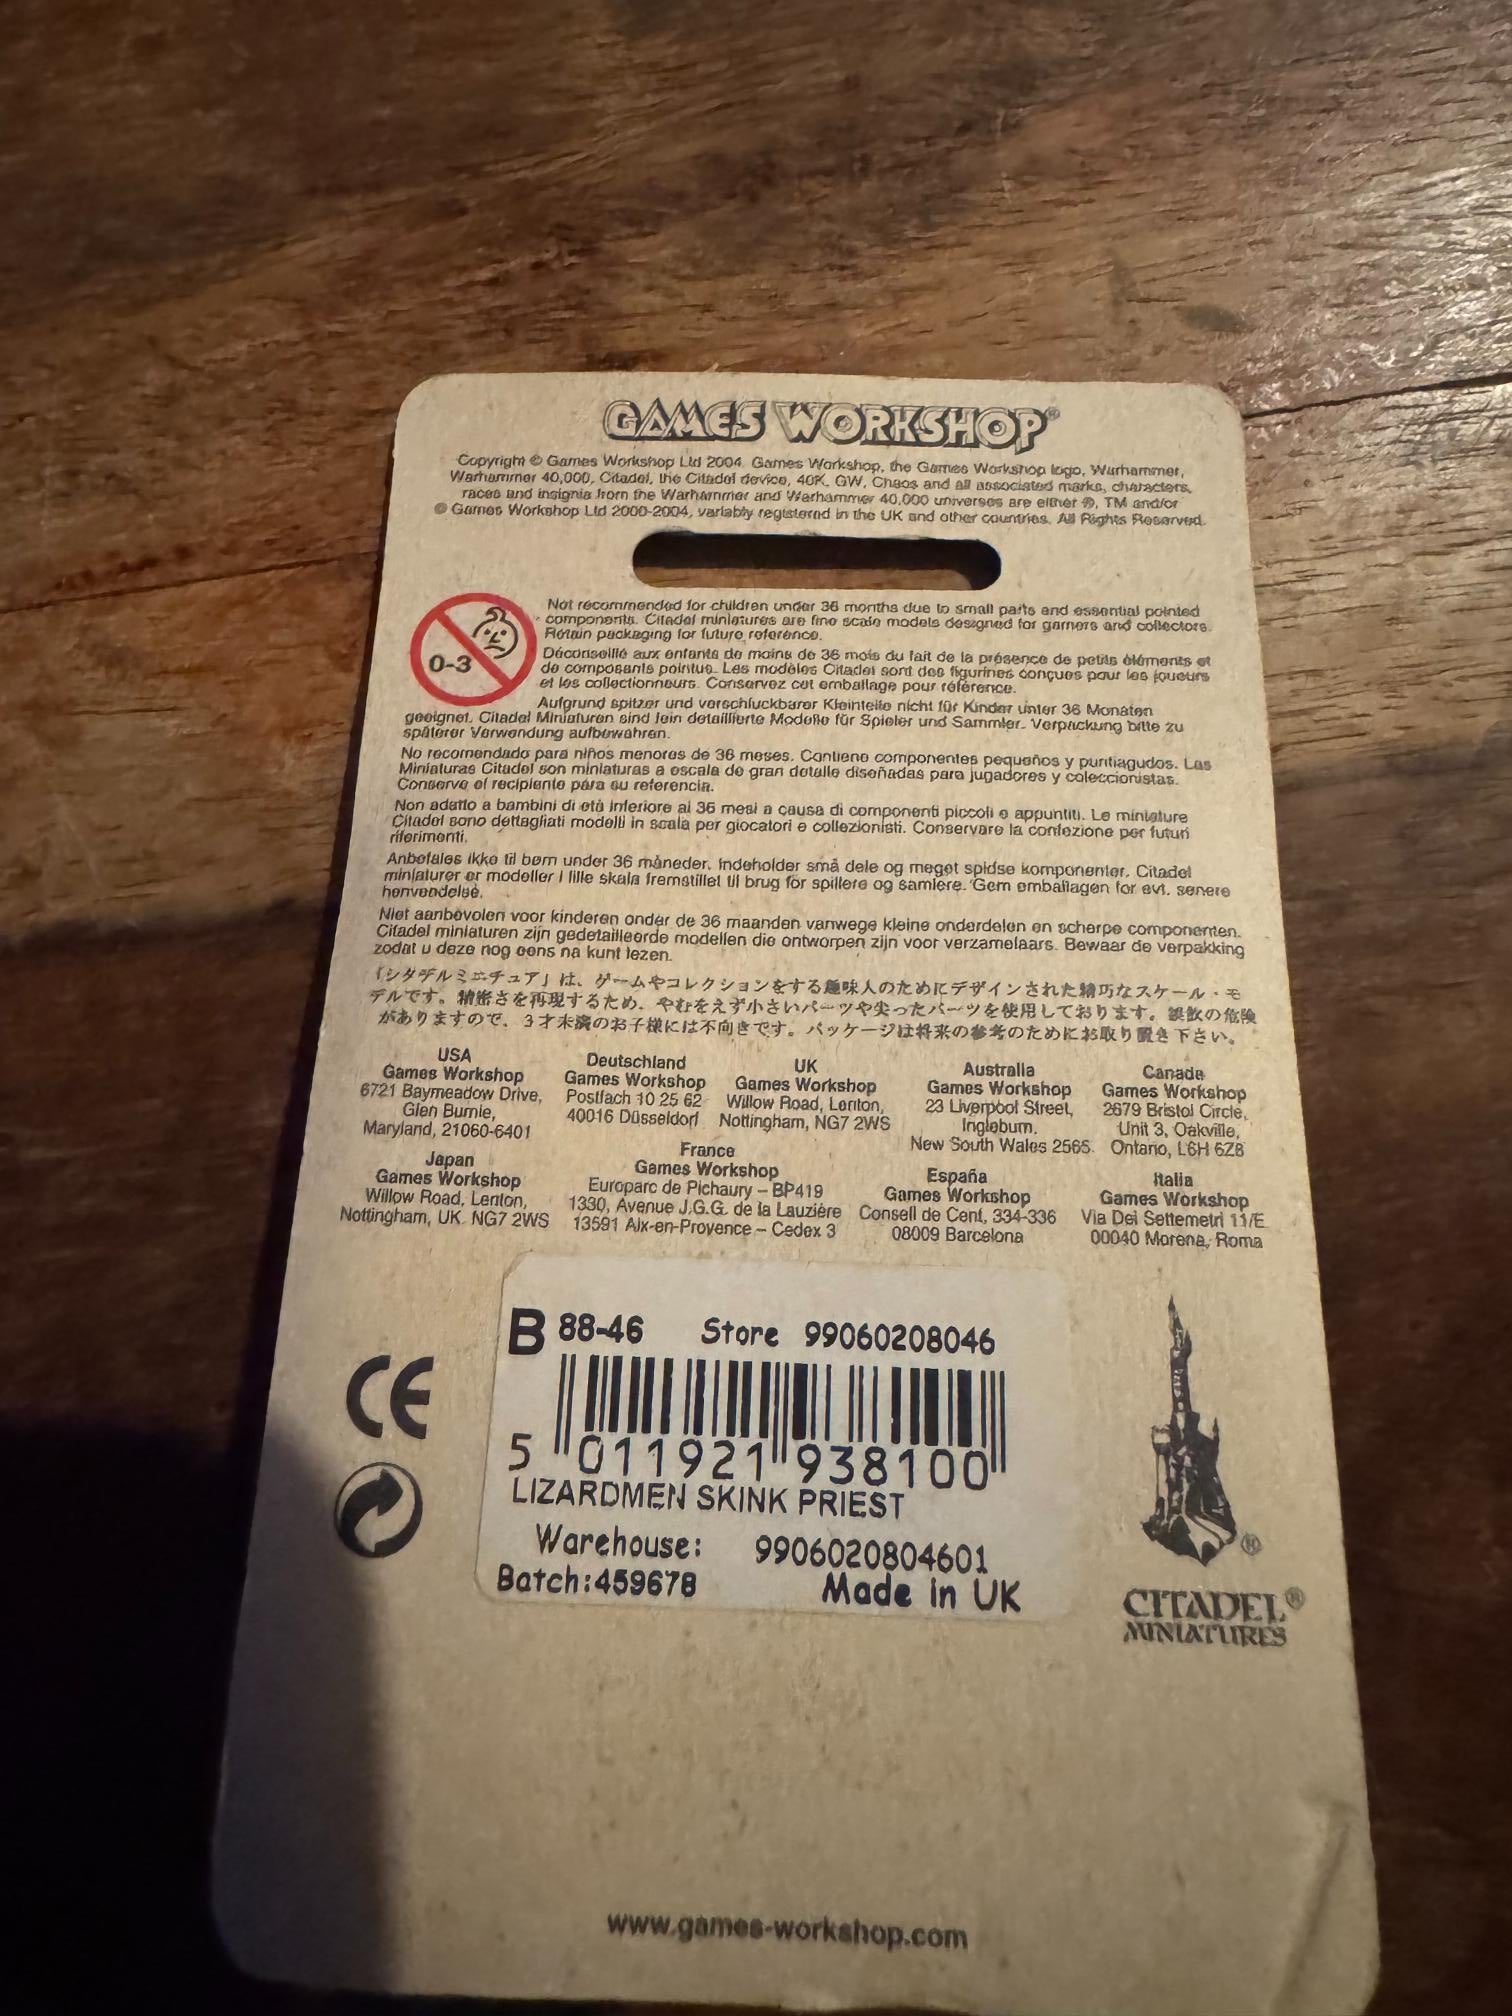 GAMES WORKSHOP®
Copyright © Games Workshop Ltd 2004. Games Workshop, the Games Workshop logo, Warhammer,
Warhammer 40,000, Citadel, the Citadel device, 40K, GW, Chaos and all associated marks, characters,
races and insignia from the Warhammer and Warhammer 40,000 universes are either ®, TM and/or
© Games Workshop Ltd 2000-2004, variably registered in the UK and other countries. All Rights Reserved.
0-3
Not recommended for children under 36 months due to small parts and essential pointed
components. Citadel miniatures are fine scale models designed for gamers and collectors.
Retain packaging for future reference.
Déconseillé aux enfants de moins de 36 mois du fait de la présence de petits éléments et
de composants pointus. Les modèles Citadel sont des figurines conçues pour les joueurs
et les collectionneurs. Conservez cet emballage pour référence.
Aufgrund spitzer und verschluckbarer Kleinteile nicht für Kinder unter 36 Monaten
geeignet. Citadel Miniaturen sind fein detaillierte Modelle für Spieler und Sammler. Verpackung bitte zu
späterer Verwendung aufbewahren.
No recomendado para niños menores de 36 meses. Contiene componentes pequeños y puntiagudos. Las
Miniaturas Citadel son miniaturas a escala de gran detalle diseñadas para jugadores y coleccionistas.
Conserve el recipiente para su referencia.
Non adatto a bambini di età inferiore ai 36 mesi a causa di componenti piccoli e appuntiti. Le miniature
Citadel sono dettagliati modelli in scala per giocatori e collezionisti. Conservare la confezione per futuri
riferimenti.
Anbefales ikke til børn under 36 måneder. Indeholder små dele og meget spidse komponenter. Citadel
miniaturer er modeller i lille skala fremstillet til brug for spillere og samlere. Gem emballagen for evt. senere
henvendelse.
Niet aanbevolen voor kinderen onder de 36 maanden vanwege kleine onderdelen en scherpe componenten.
Citadel miniaturen zijn gedetailleerde modellen die ontworpen zijn voor verzamelaars. Bewaar de verpakking
zodat u deze nog eens na kunt lezen.
「シタデルミニチュア」は、ゲームやコレクションをする趣味人のためにデザインされた精巧なスケール・モ
デルです。精密さを再現するため、やむをえず小さいパーツや尖ったパーツを使用しております。誤飲の危険
がありますので、3才未満のお子様には不向きです。パッケージは将来の参考のためにお取り置き下さい。
USA
Games Workshop
6721 Baymeadow Drive,
Glen Burnie,
Maryland, 21060-6401
Deutschland
Games Workshop
Postfach 10 25 62
40016 Düsseldorf
UK
Games Workshop
Willow Road, Lenton,
Nottingham, NG7 2WS
Australia
Games Workshop
23 Liverpool Street,
Ingleburn.
New South Wales 2565.
Canada
Games Workshop
2679 Bristol Circle,
Unit 3, Oakville,
Ontario, L6H 6Z8
Japan
Games Workshop
Willow Road, Lenton,
Nottingham, UK. NG7 2WS
France
Games Workshop
Europarc de Pichaury – BP419
1330, Avenue J.G.G. de la Lauzière
13591 Aix-en-Provence – Cedex 3
España
Games Workshop
Consell de Cent, 334-336
08009 Barcelona
Italia
Games Workshop
Via Dei Settemetri 11/E
00040 Morena, Roma
B 88-46 Store 99060208046
5 011921 938100
LIZARDMEN SKINK PRIEST
Warehouse: 9906020804601
Batch:459678 Made in UK
CE
®
CITADEL®
MINIATURES
www.games-workshop.com